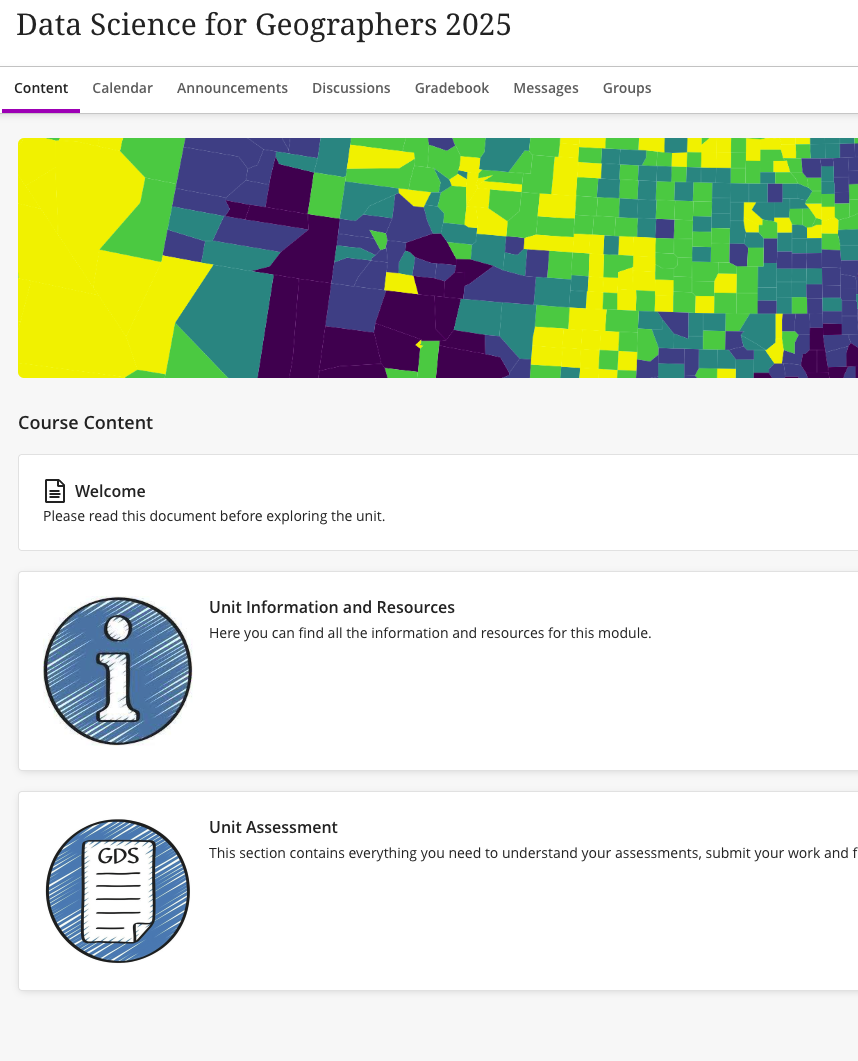 Data Science for Geographers 2025
Content Calendar Announcements Discussions Gradebook Messages Groups
Course Content
Welcome
Please read this document before exploring the unit.
Unit Information and Resources
Here you can find all the information and resources for this module.
Unit Assessment
GDS
This section contains everything you need to understand your assessments, submit your work and f